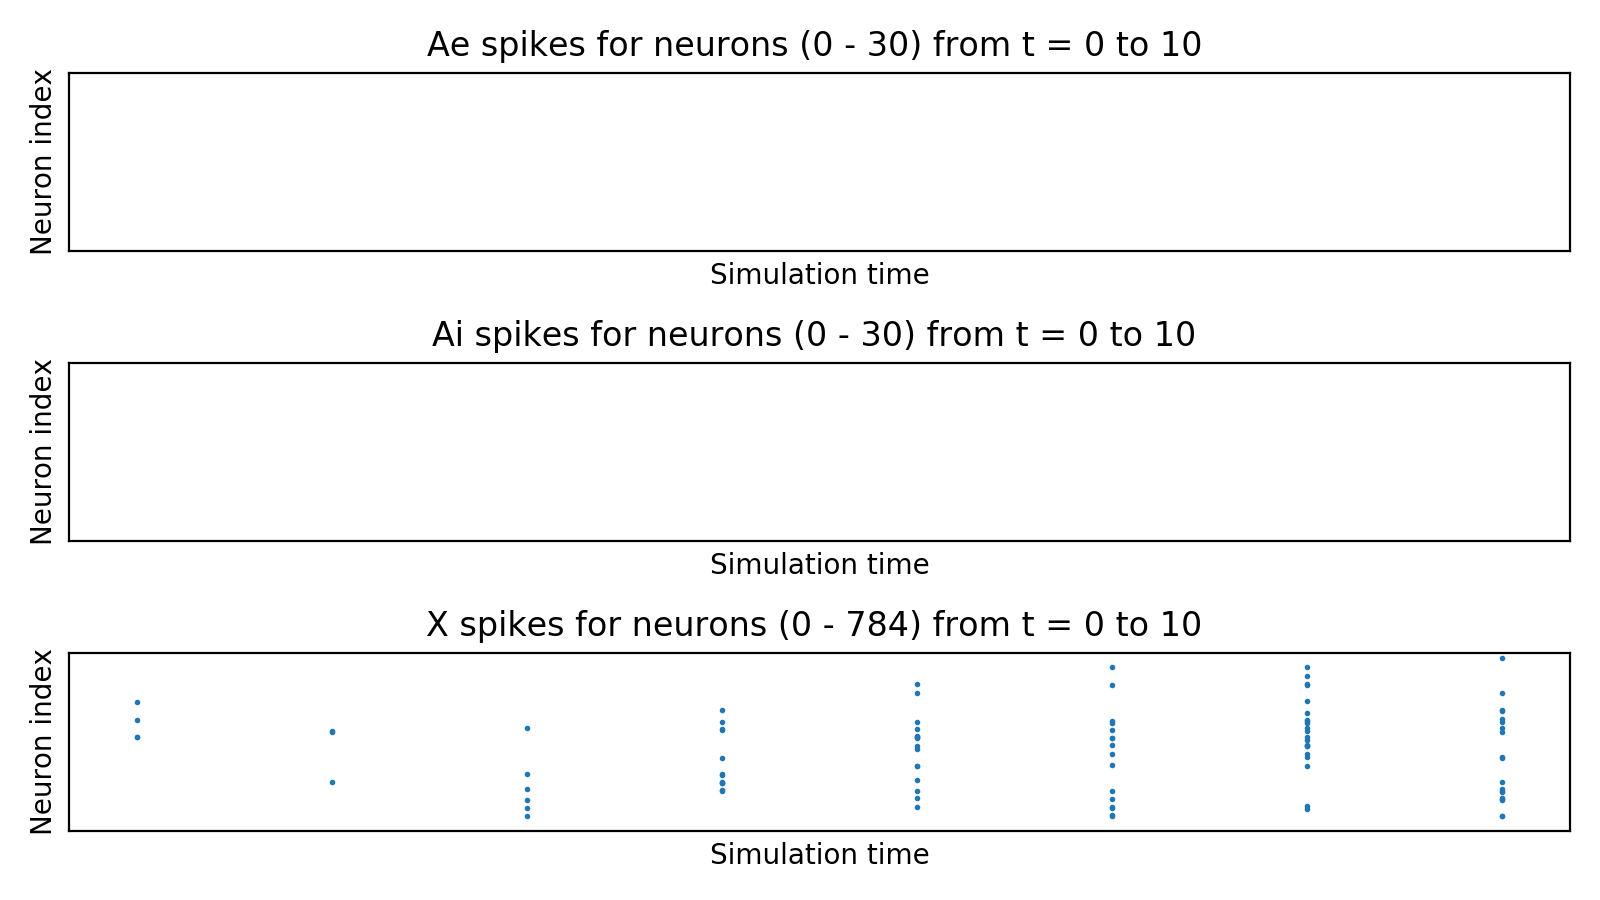 Ae spikes for neurons (0 - 30) from t = 0 to 10
Neuron index
Simulation time
Ai spikes for neurons (0 - 30) from t = 0 to 10
Neuron index
Simulation time
X spikes for neurons (0 - 784) from t = 0 to 10
Neuron index
Simulation time